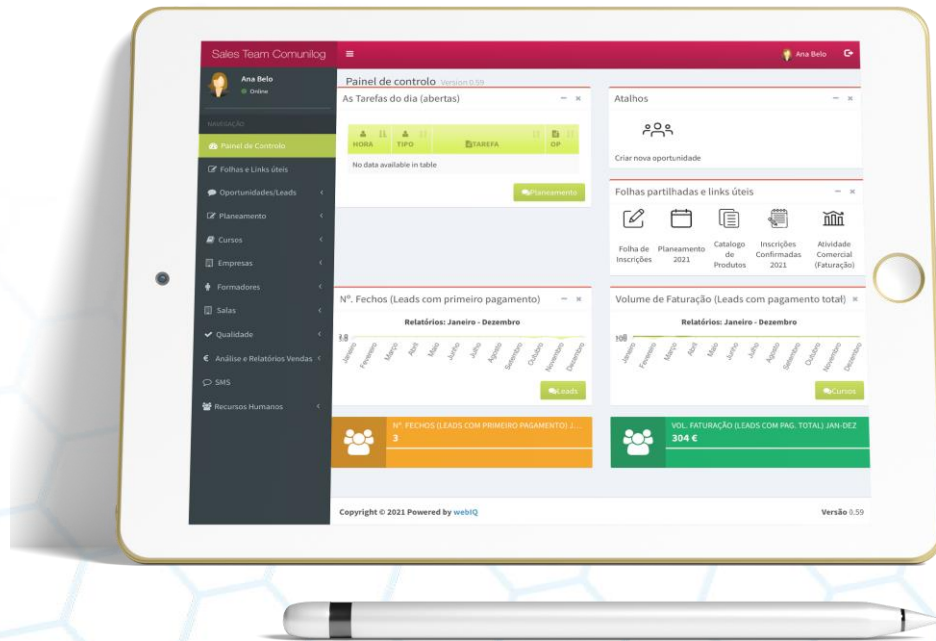 Sales Team Comunilog
Ana Belo
Ana Belo
Online
NAVEGAÇÃO
Painel de Controlo
Folhas e Links úteis
Oportunidades/Leads
Planeamento
Cursos
Empresas
Formadores
Salas
Qualidade
Análise e Relatórios Vendas
SMS
Recursos Humanos
Painel de controlo Version 0.59
As Tarefas do dia (abertas)
HORA TIPO TAREFA OP
No data available in table
Planeamento
Atalhos
Criar nova oportunidade
Folhas partilhadas e links úteis
Folha de
Inscrições
Planeamento
2021
Catalogo
de
Produtos
Inscrições
Confirmadas
2021
Atividade
Comercial
(Faturação)
Nº. Fechos (Leads com primeiro pagamento)
Relatórios: Janeiro - Dezembro
Janeiro Fevereiro Março Abril Maio Junho Julho Agosto Setembro Outubro Novembro Dezembro
Leads
Volume de Faturação (Leads com pagamento total)
Relatórios: Janeiro - Dezembro
Janeiro Fevereiro Março Abril Maio Junho Julho Agosto Setembro Outubro Novembro Dezembro
Cursos
Nº. FECHOS (LEADS COM PRIMEIRO PAGAMENTO) J...
3
VOL. FATURAÇÃO (LEADS COM PAG. TOTAL) JAN-DEZ
304 €
Copyright © 2021 Powered by webIQ
Versão 0.59